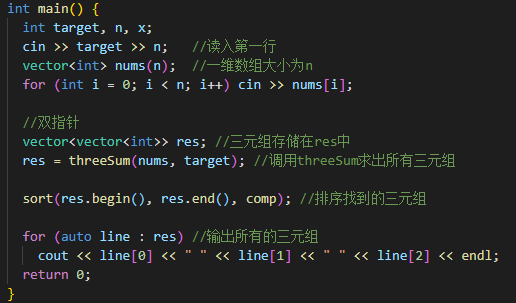 int main() {
  int target, n, x;
  cin >> target >> n;   //读入第一行
  vector<int> nums(n);  //一维数组大小为n
  for (int i = 0; i < n; i++) cin >> nums[i];

  //双指针
  vector<vector<int>> res; //三元组存储在res中
  res = threeSum(nums, target); //调用threeSum求出所有三元组

  sort(res.begin(), res.end(), comp); //排序找到的三元组

  for (auto line : res) //输出所有的三元组
    cout << line[0] << " " << line[1] << " " << line[2] << endl;
  return 0;
}